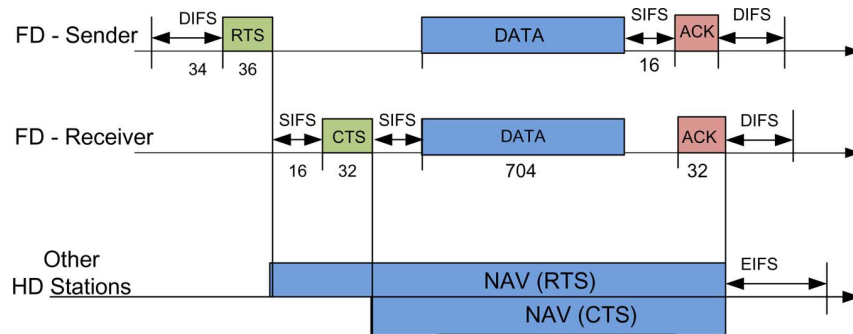 DIFS
SIFS
DIFS
FD - Sender
RTS
DATA
ACK
34
36
16
SIFS
SIFS
DIFS
FD - Receiver
CTS
DATA
ACK
16
32
704
32
Other
HD Stations
NAV (RTS)
EIFS
NAV (CTS)